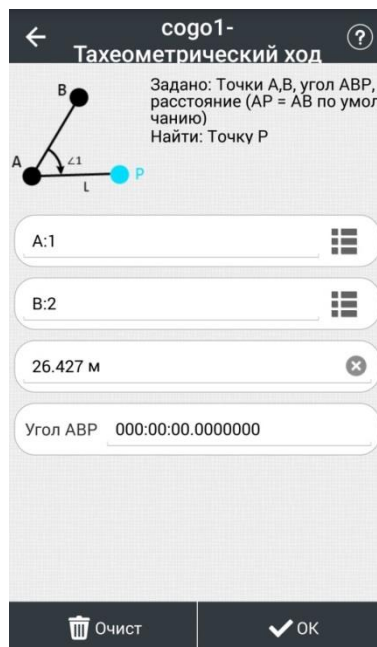 cogo1-
Тахеометрический ход
?
Задано: Точки A,B, угол ABP,
расстояние (AP = AB по умол
чанию)
Найти: Точку P
B
A
∠1
P
L
A:1
B:2
26.427 м
Угол ABP 000:00:00.0000000
Очист
ОК